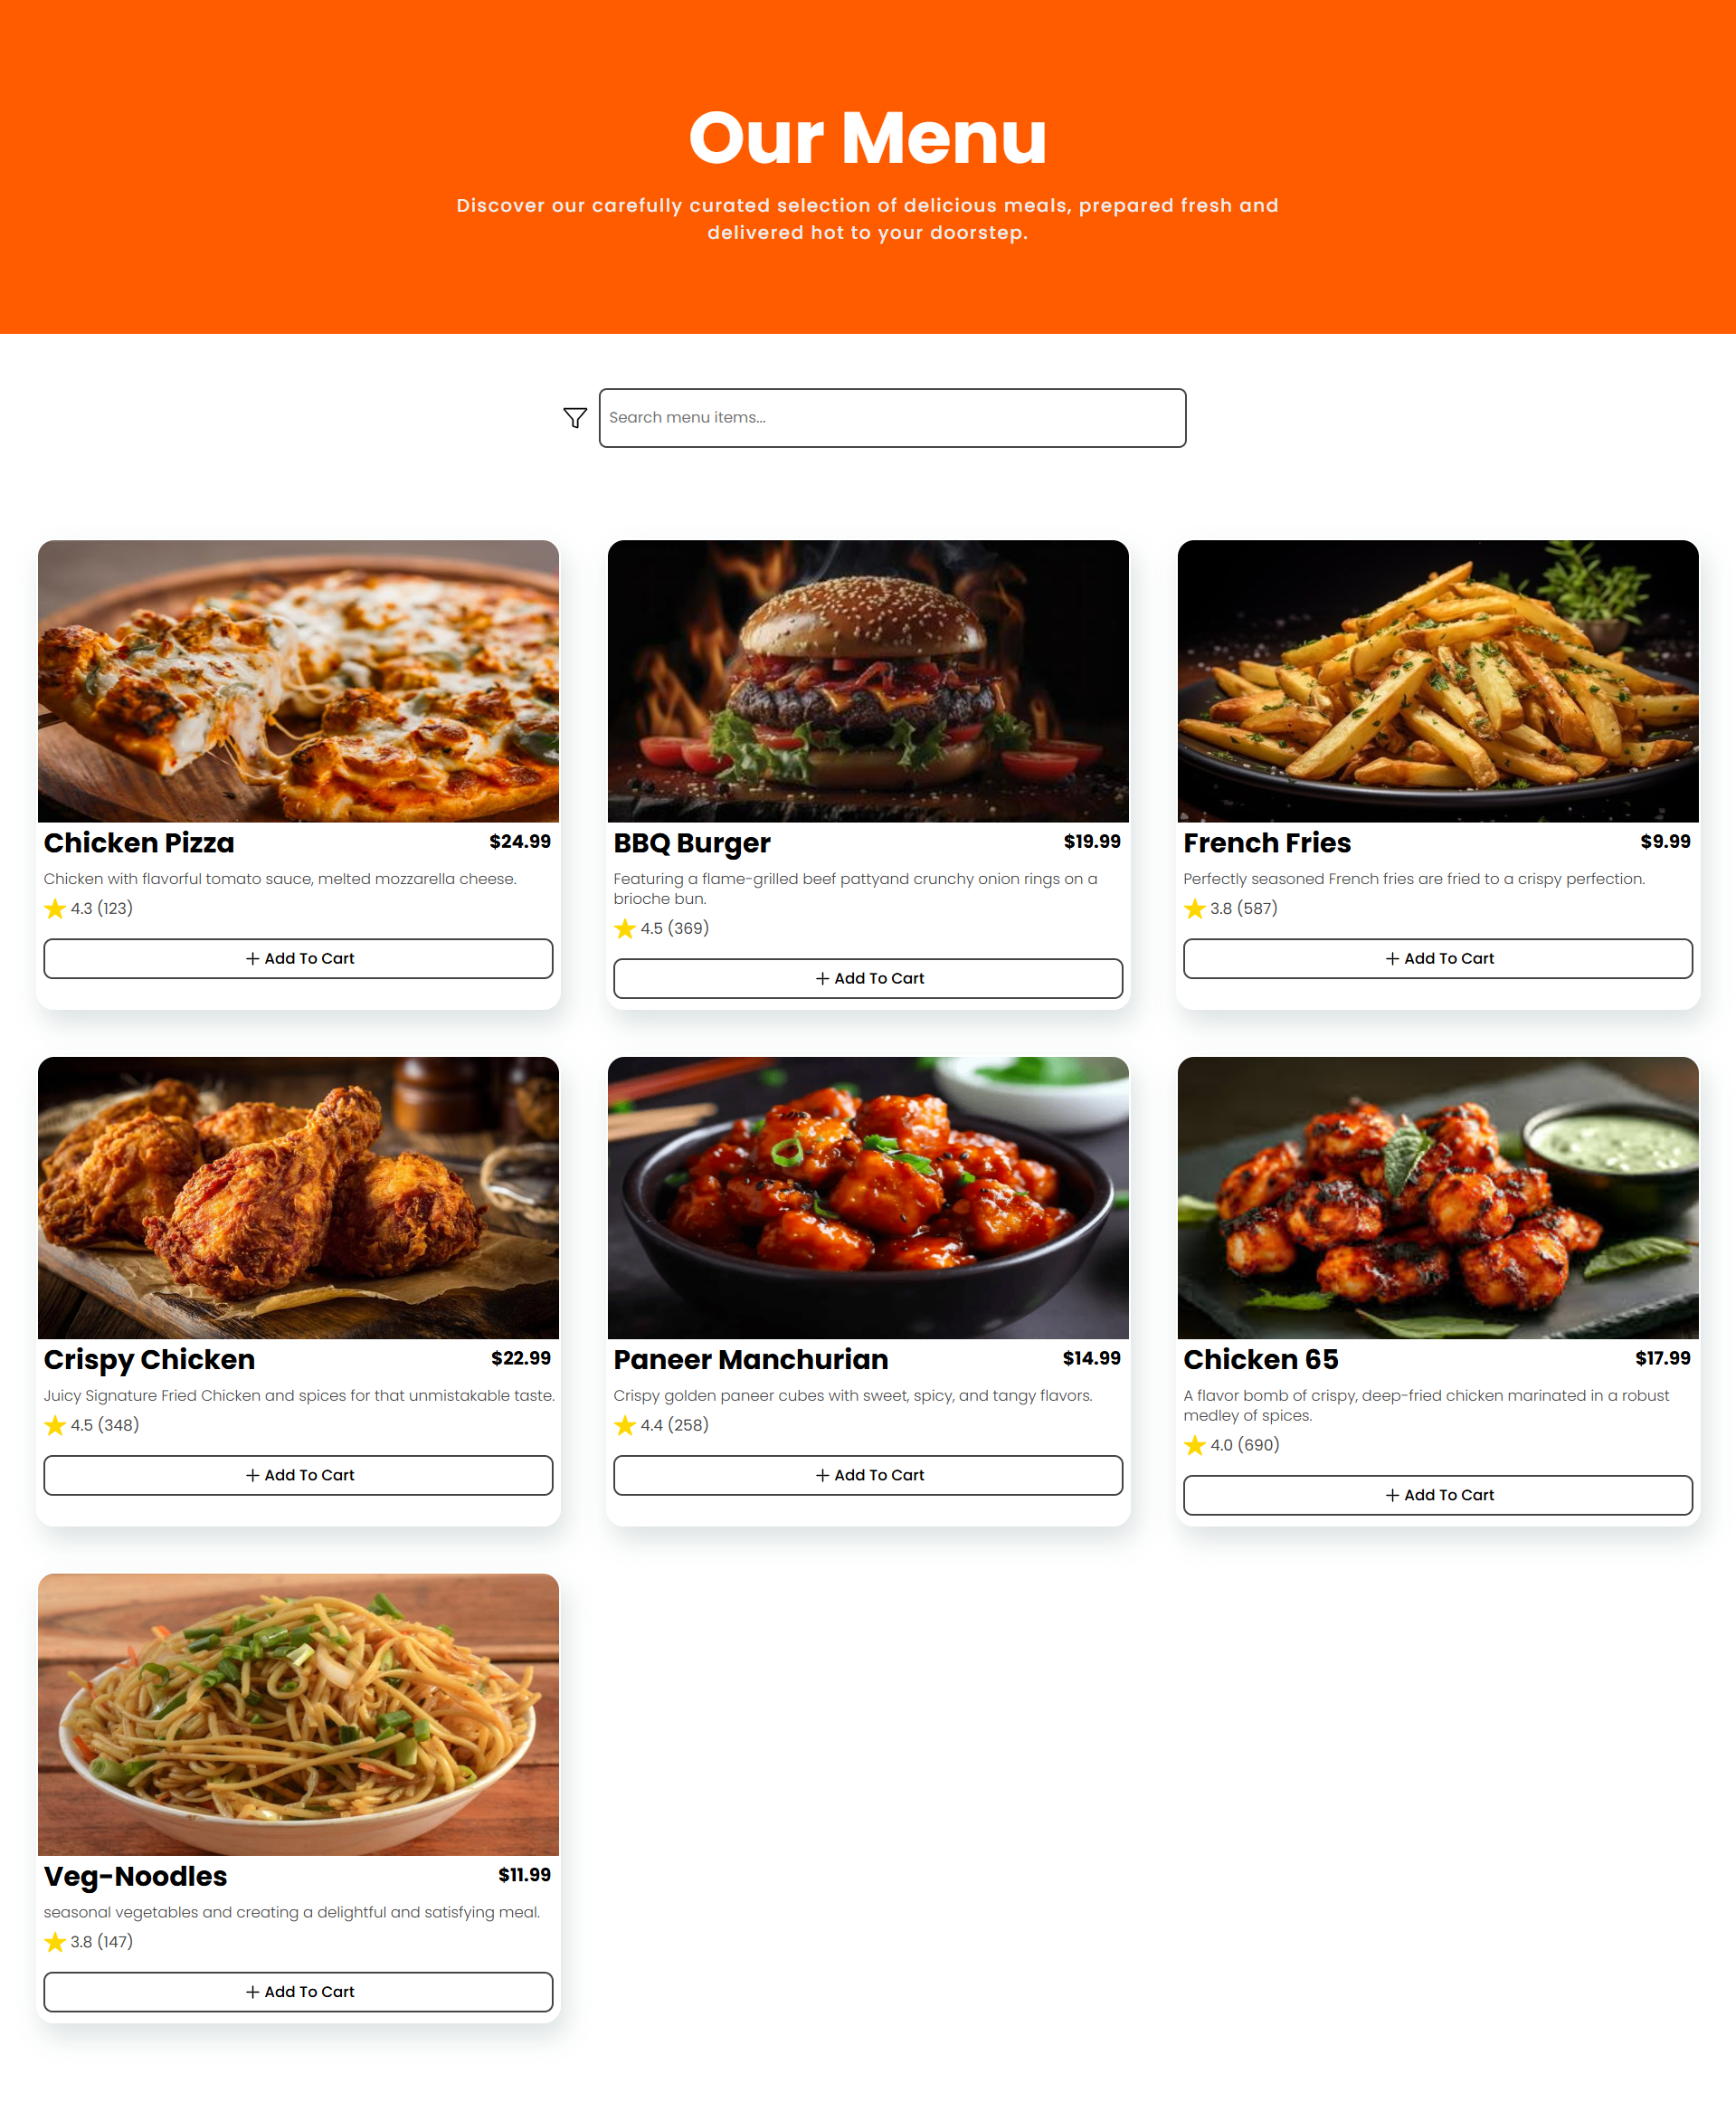 Our Menu
Discover our carefully curated selection of delicious meals, prepared fresh and
delivered hot to your doorstep.
Search menu items...
Chicken Pizza
$24.99
Chicken with flavorful tomato sauce, melted mozzarella cheese.
4.3 (123)
Add To Cart
BBQ Burger
$19.99
Featuring a flame-grilled beef pattyand crunchy onion rings on a
brioche bun.
4.5 (369)
Add To Cart
French Fries
$9.99
Perfectly seasoned French fries are fried to a crispy perfection.
3.8 (587)
Add To Cart
Crispy Chicken
$22.99
Juicy Signature Fried Chicken and spices for that unmistakable taste.
4.5 (348)
Add To Cart
Paneer Manchurian
$14.99
Crispy golden paneer cubes with sweet, spicy, and tangy flavors.
4.4 (258)
Add To Cart
Chicken 65
$17.99
A flavor bomb of crispy, deep-fried chicken marinated in a robust
medley of spices.
4.0 (690)
Add To Cart
Veg-Noodles
$11.99
seasonal vegetables and creating a delightful and satisfying meal.
3.8 (147)
Add To Cart